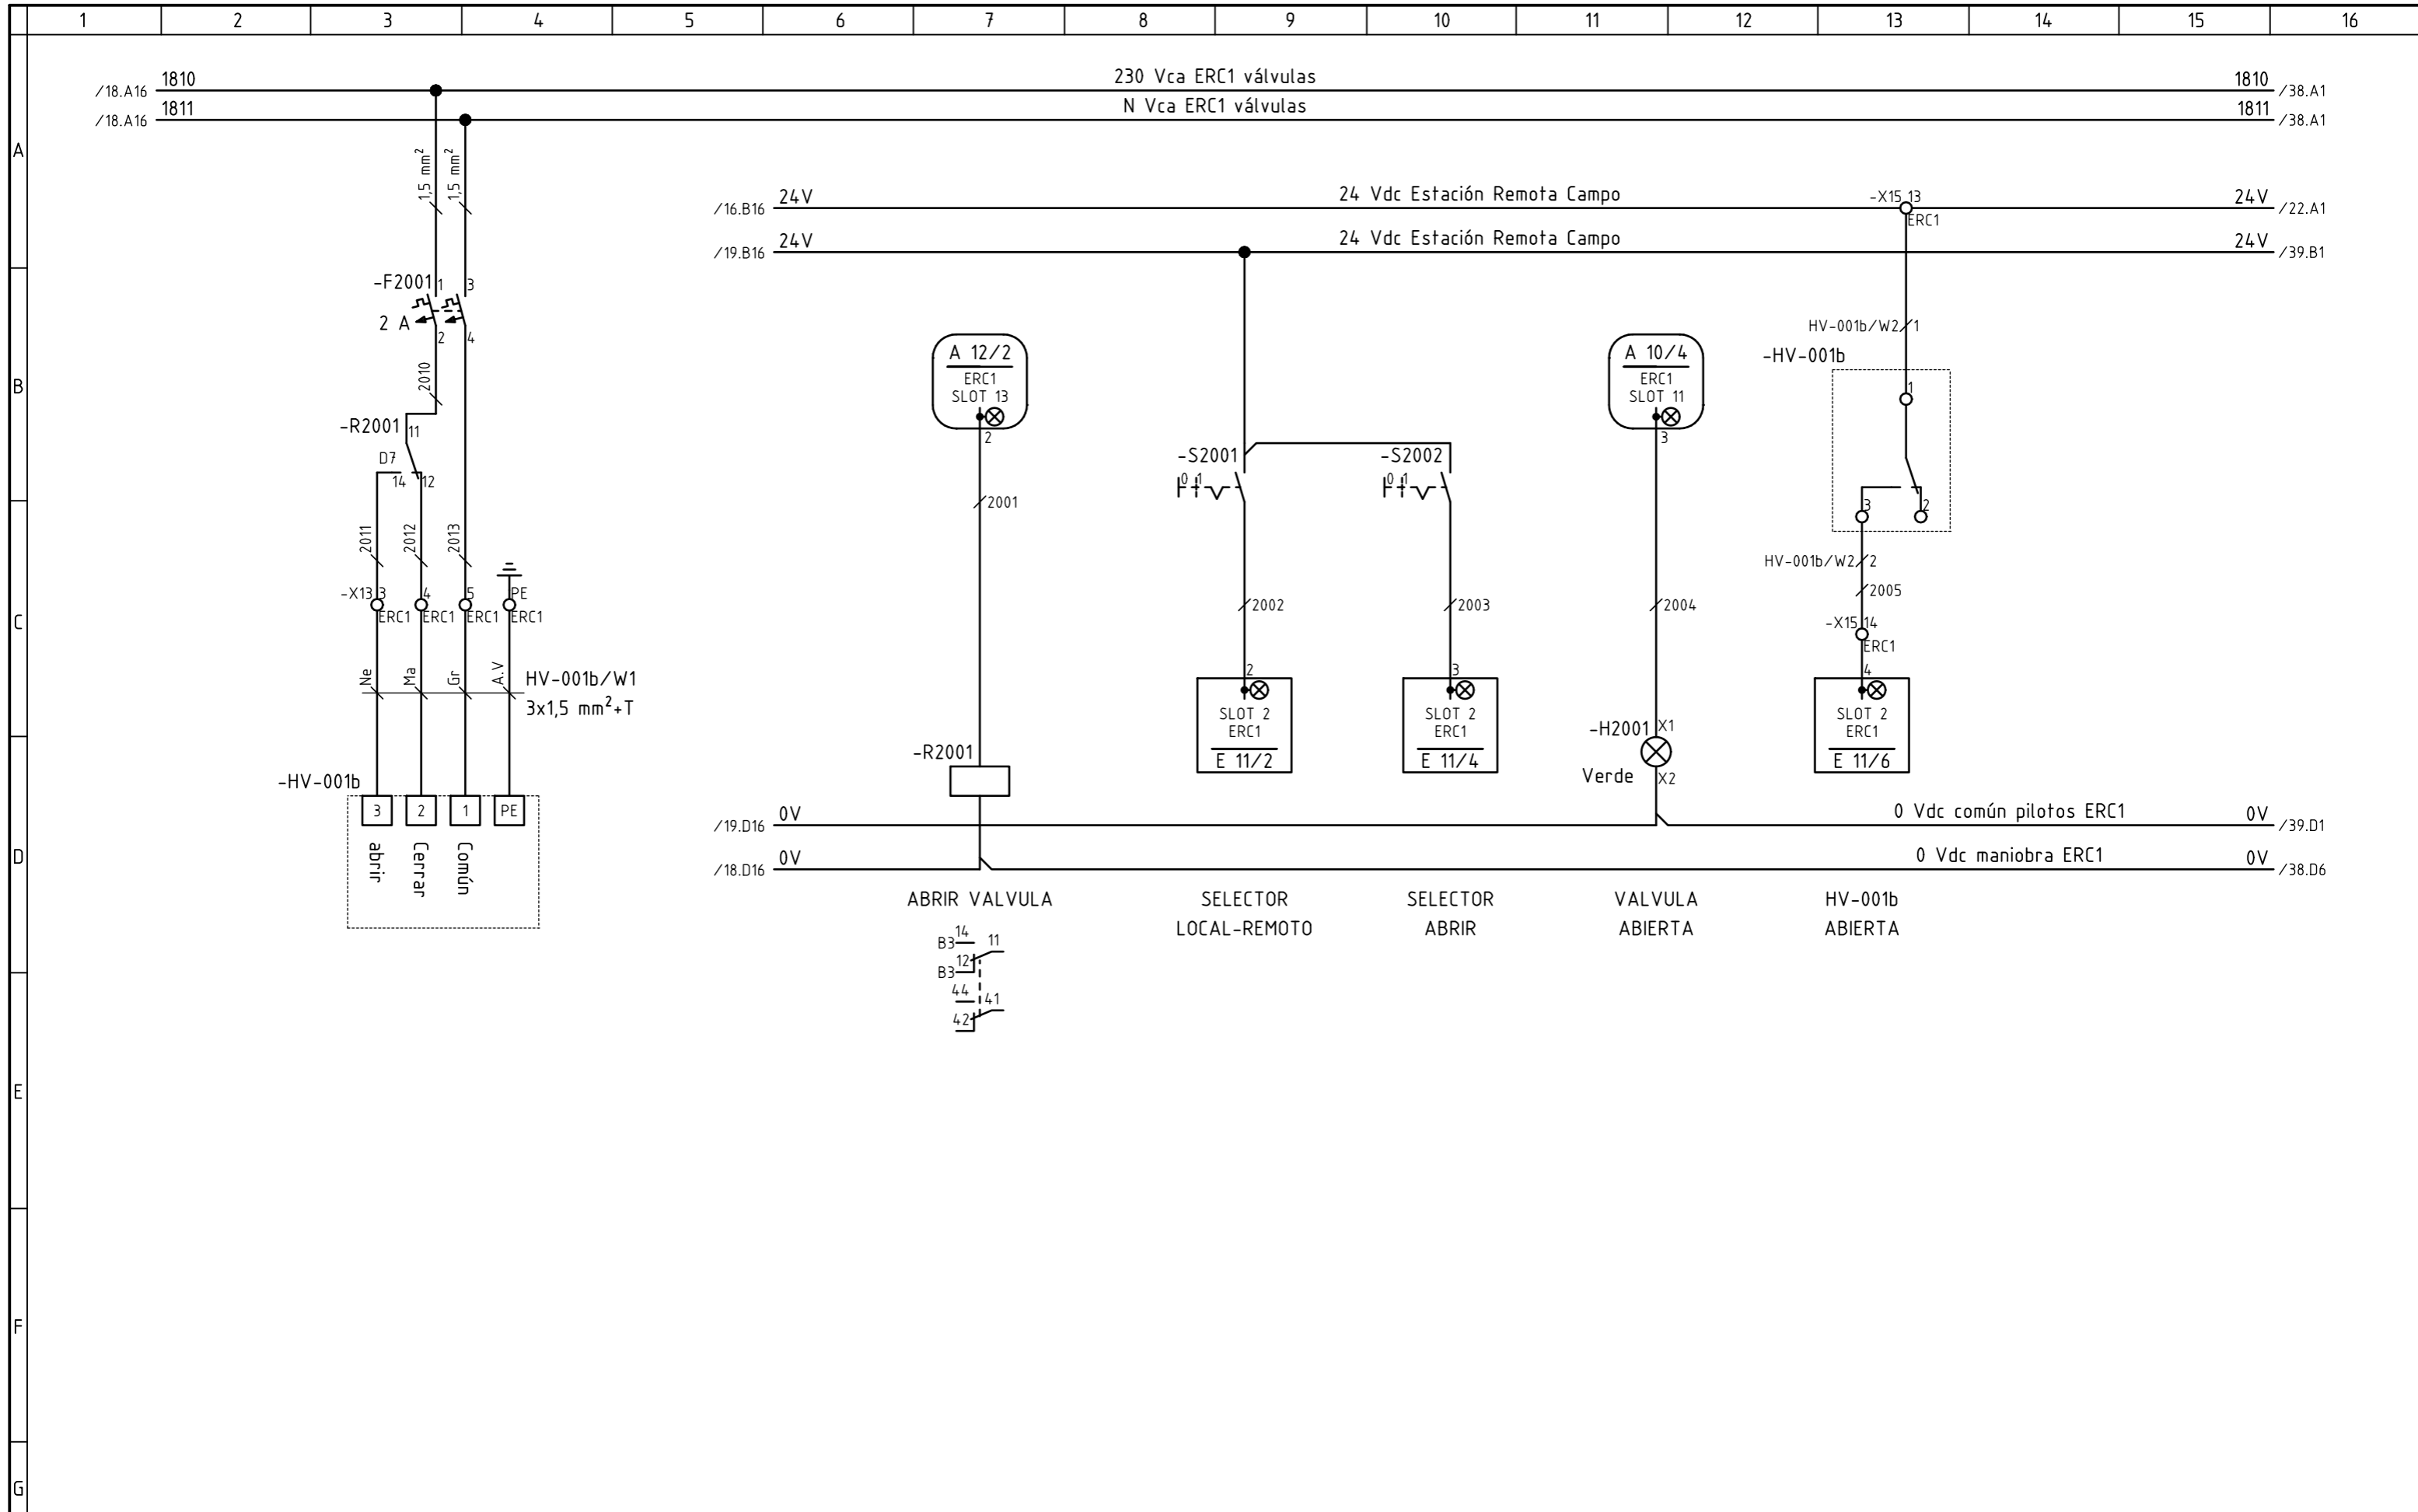 1 2 3 4 5 6 7 8 9 10 11 12 13 14 15 16
A
B
C
D
E
F
G
/18.A16 1810 230 Vca ERC1 válvulas 1810 /38.A1
/18.A16 1811 N Vca ERC1 válvulas 1811 /38.A1
1,5 mm² 1,5 mm²
/16.B16 24V 24 Vdc Estación Remota Campo 24V /22.A1
-X15 13
ERC1
/19.B16 24V 24 Vdc Estación Remota Campo 24V /39.B1
-F2001 1 3
2 A
2 4
2010
-R2001 11
D7
14 12
2011 2012 2013
-X13 3 4 5 PE
ERC1 ERC1 ERC1 ERC1
Ne Ma Gr A.V
HV-001b/W1
3x1,5 mm²+T
-HV-001b
3 2 1 PE
abrir Cerrar Común
A 12/2
ERC1
SLOT 13
2
2001
-R2001
-S2001
0 1
2002
2
SLOT 2
ERC1
E 11/2
-S2002
0 1
2003
3
SLOT 2
ERC1
E 11/4
A 10/4
ERC1
SLOT 11
3
2004
-H2001 X1
Verde X2
HV-001b/W2 1
-HV-001b
1
3 2
HV-001b/W2 2
2005
-X15 14
ERC1
4
SLOT 2
ERC1
E 11/6
/19.D16 0V 0 Vdc común pilotos ERC1 0V /39.D1
/18.D16 0V 0 Vdc maniobra ERC1 0V /38.D6
ABRIR VALVULA
SELECTOR
LOCAL-REMOTO
SELECTOR
ABRIR
VALVULA
ABIERTA
HV-001b
ABIERTA
B3 14 11
B3 12
44 41
42